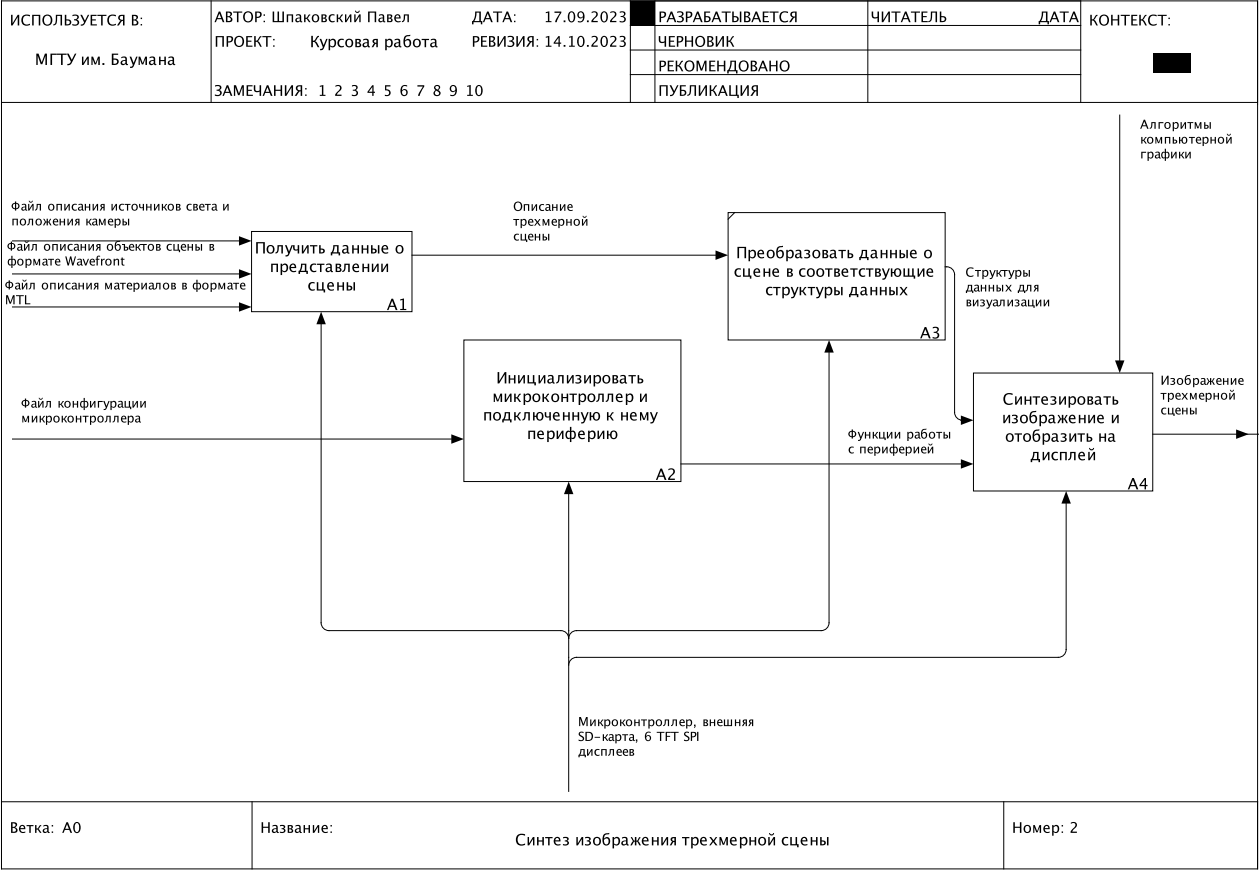 ИСПОЛЬЗУЕТСЯ В:
МГТУ им. Баумана
АВТОР: Шпаковский Павел
ДАТА: 17.09.2023
ПРОЕКТ: Курсовая работа
РЕВИЗИЯ: 14.10.2023
ЗАМЕЧАНИЯ: 1 2 3 4 5 6 7 8 9 10
РАЗРАБАТЫВАЕТСЯ
ЧЕРНОВИК
РЕКОМЕНДОВАНО
ПУБЛИКАЦИЯ
ЧИТАТЕЛЬ ДАТА
КОНТЕКСТ:
Алгоритмы
компьютерной
графики
Файл описания источников света и
положения камеры
Файл описания объектов сцены в
формате Wavefront
Файл описания материалов в формате
MTL
Получить данные о
представлении
сцены
A1
Описание
трехмерной
сцены
Преобразовать данные о
сцене в соответствующие
структуры данных
A3
Структуры
данных для
визуализации
Файл конфигурации
микроконтроллера
Инициализировать
микроконтроллер и
подключенную к нему
периферию
A2
Функции работы
с периферией
Синтезировать
изображение и
отобразить на
дисплей
A4
Изображение
трехмерной
сцены
Микроконтроллер, внешняя
SD-карта, 6 TFT SPI
дисплеев
Ветка: A0
Название:
Синтез изображения трехмерной сцены
Номер: 2